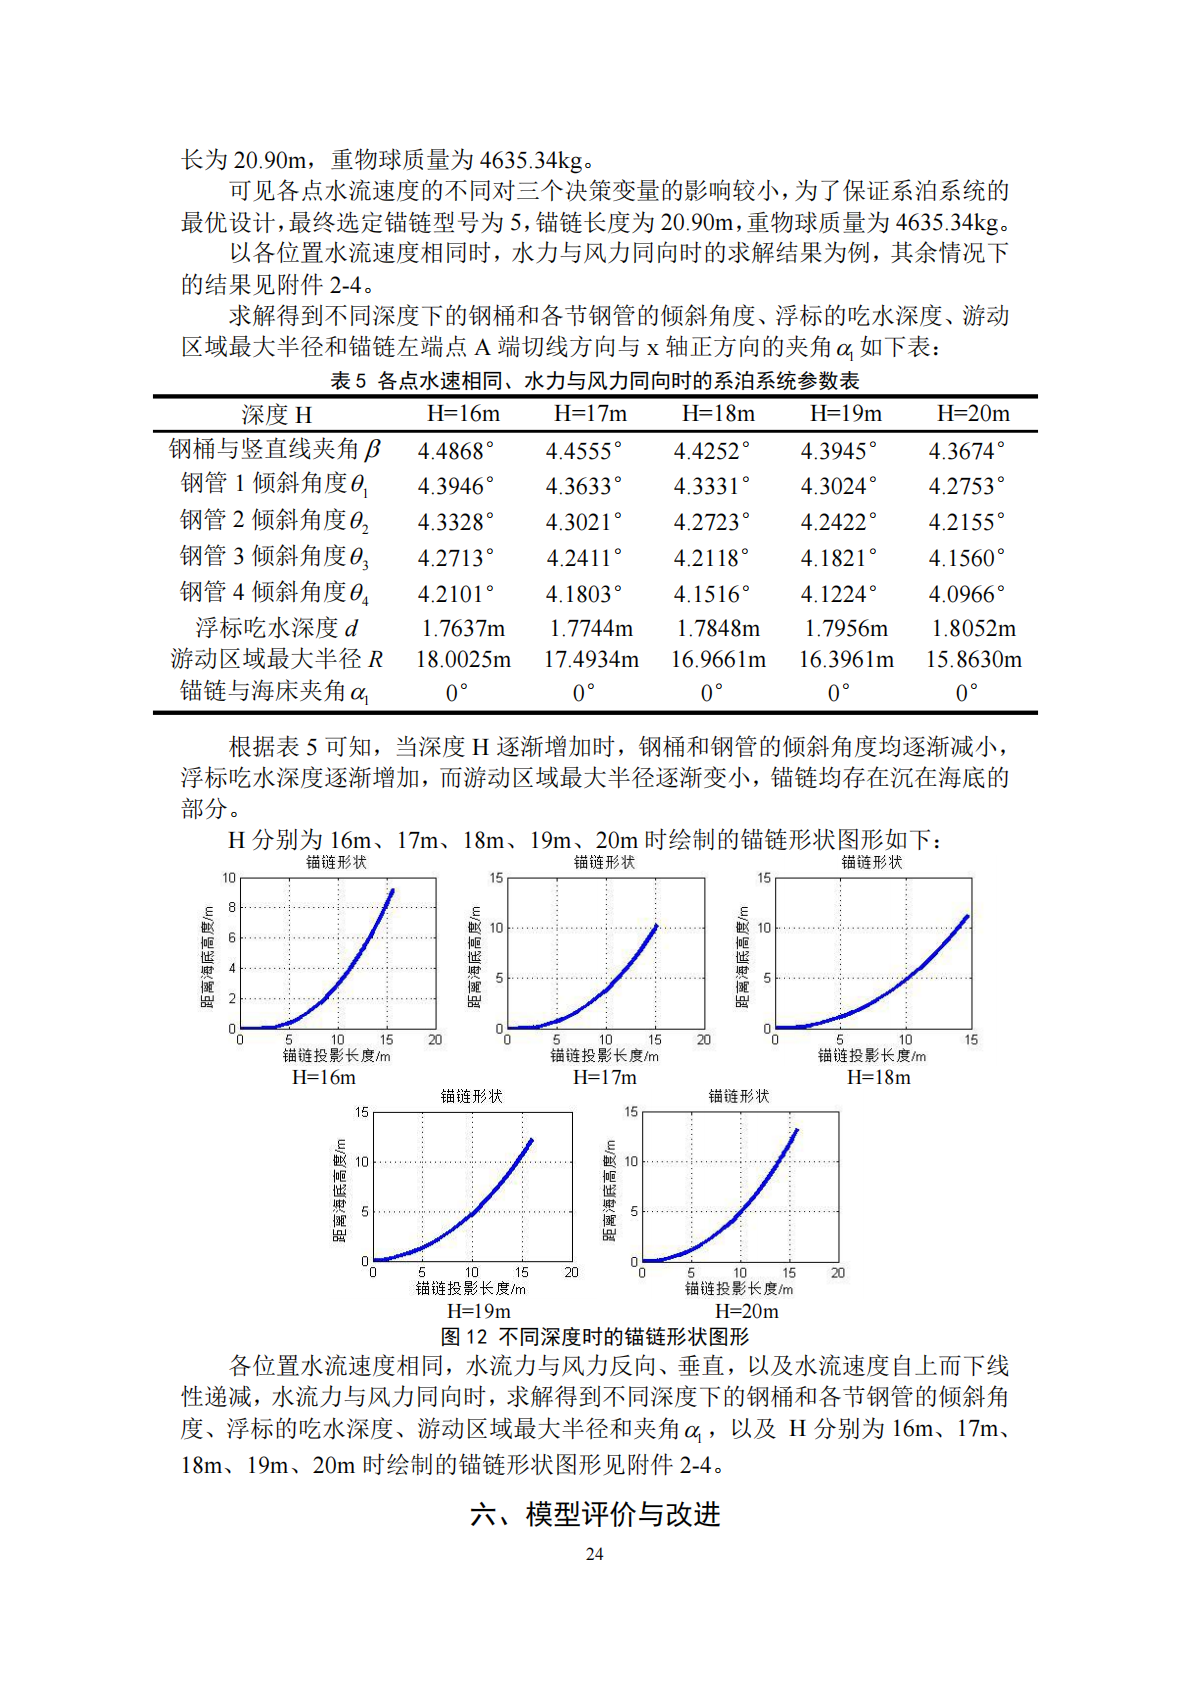 长为 20.90m，重物球质量为 4635.34kg。
可见各点水流速度的不同对三个决策变量的影响较小，为了保证系泊系统的
最优设计，最终选定锚链型号为 5，锚链长度为 20.90m，重物球质量为 4635.34kg。
以各位置水流速度相同时，水力与风力同向时的求解结果为例，其余情况下
的结果见附件 2-4。
求解得到不同深度下的钢桶和各节钢管的倾斜角度、浮标的吃水深度、游动
区域最大半径和锚链左端点 A 端切线方向与 x 轴正方向的夹角 α₁ 如下表：
表 5 各点水速相同、水力与风力同向时的系泊系统参数表
深度 H H=16m H=17m H=18m H=19m H=20m
钢桶与竖直线夹角 β 4.4868° 4.4555° 4.4252° 4.3945° 4.3674°
钢管 1 倾斜角度 θ₁ 4.3946° 4.3633° 4.3331° 4.3024° 4.2753°
钢管 2 倾斜角度 θ₂ 4.3328° 4.3021° 4.2723° 4.2422° 4.2155°
钢管 3 倾斜角度 θ₃ 4.2713° 4.2411° 4.2118° 4.1821° 4.1560°
钢管 4 倾斜角度 θ₄ 4.2101° 4.1803° 4.1516° 4.1224° 4.0966°
浮标吃水深度 d 1.7637m 1.7744m 1.7848m 1.7956m 1.8052m
游动区域最大半径 R 18.0025m 17.4934m 16.9661m 16.3961m 15.8630m
锚链与海床夹角 α₁ 0° 0° 0° 0° 0°
根据表 5 可知，当深度 H 逐渐增加时，钢桶和钢管的倾斜角度均逐渐减小，
浮标吃水深度逐渐增加，而游动区域最大半径逐渐变小，锚链均存在沉在海底的
部分。
H 分别为 16m、17m、18m、19m、20m 时绘制的锚链形状图形如下：
锚链形状 锚链形状 锚链形状
距离海底高度/m
10
8
6
4
2
0
0 5 10 15 20
锚链投影长度/m
距离海底高度/m
15
10
5
0
0 5 10 15 20
锚链投影长度/m
距离海底高度/m
15
10
5
0
0 5 10 15
锚链投影长度/m
H=16m H=17m H=18m
锚链形状 锚链形状
距离海底高度/m
15
10
5
0
0 5 10 15 20
锚链投影长度/m
距离海底高度/m
15
10
5
0
0 5 10 15 20
锚链投影长度/m
H=19m H=20m
图 12 不同深度时的锚链形状图形
各位置水流速度相同，水流力与风力反向、垂直，以及水流速度自上而下线
性递减，水流力与风力同向时，求解得到不同深度下的钢桶和各节钢管的倾斜角
度、浮标的吃水深度、游动区域最大半径和夹角 α₁，以及 H 分别为 16m、17m、
18m、19m、20m 时绘制的锚链形状图形见附件 2-4。
六、模型评价与改进
24